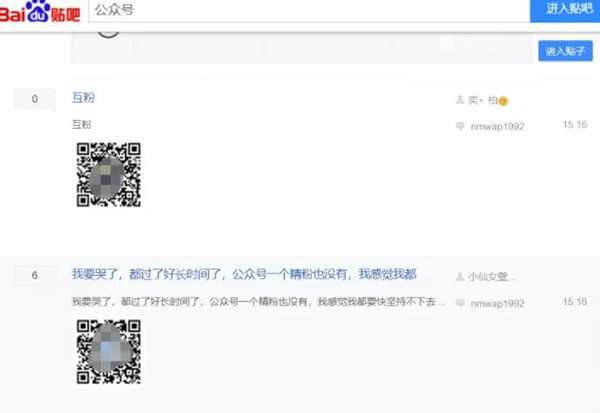 Bai du 贴吧
公众号
进入贴吧
进入贴子
0
互粉
奕丶柏
互粉
nmwap1992
15:16
6
我要哭了，都过了好长时间了，公众号一个精粉也没有，我感觉我都
小仙女璺...
我要哭了，都过了好长时间了，公众号一个精粉也没有，我感觉我都要快坚持不下去...
nmwap1992
15:16